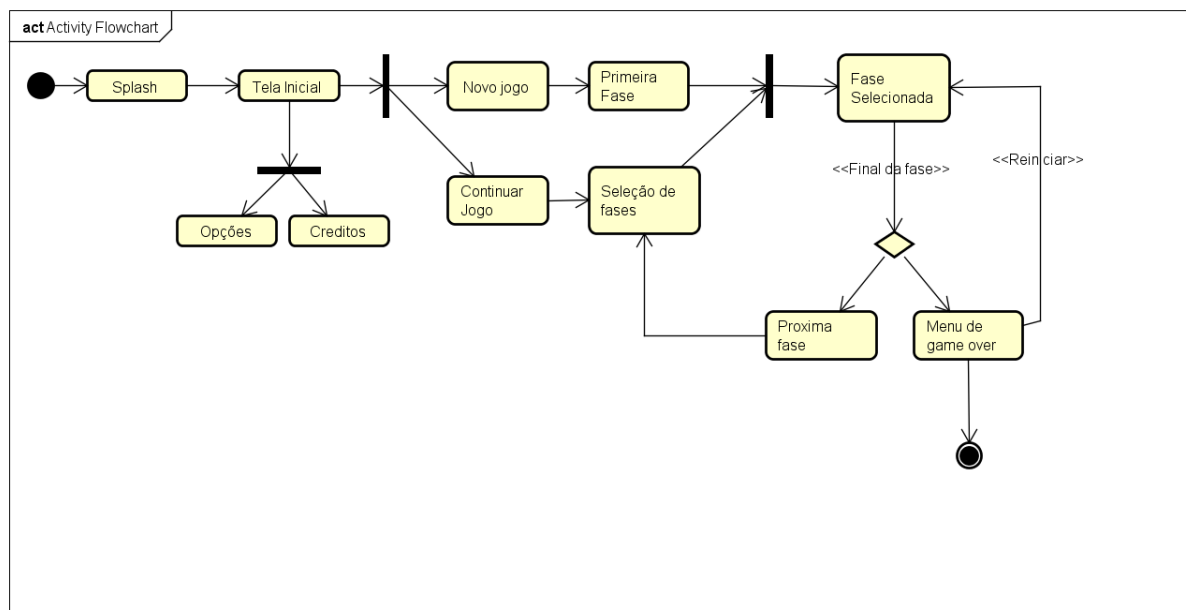 act Activity Flowchart
Splash
Tela Inicial
Novo jogo
Primeira
Fase
Fase
Selecionada
<<Final da fase>>
<<Reiniciar>>
Continuar
Jogo
Seleção de
fases
Opções
Creditos
Proxima
fase
Menu de
game over